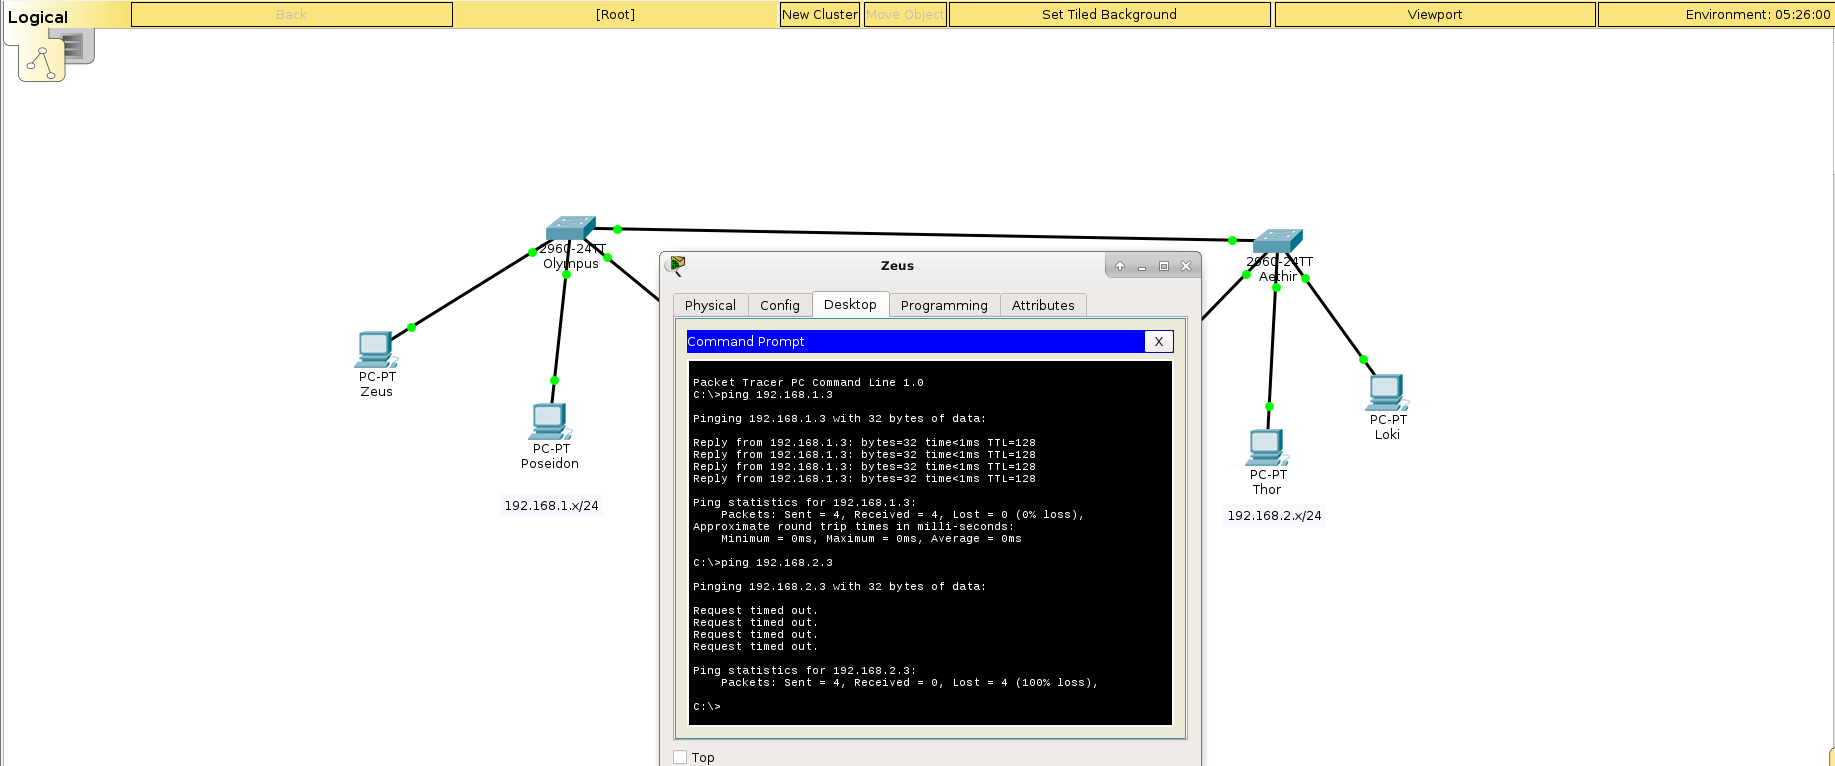 Logical
Back
[Root]
New Cluster
Move Object
Set Tiled Background
Viewport
Environment: 05:26:00
2960-24TT
Olympus
2960-24TT
Aethir
PC-PT
Zeus
PC-PT
Poseidon
192.168.1.x/24
PC-PT
Loki
PC-PT
Thor
192.168.2.x/24
Zeus
Physical
Config
Desktop
Programming
Attributes
Command Prompt
X
Packet Tracer PC Command Line 1.0
C:\>ping 192.168.1.3
Pinging 192.168.1.3 with 32 bytes of data:
Reply from 192.168.1.3: bytes=32 time<1ms TTL=128
Reply from 192.168.1.3: bytes=32 time<1ms TTL=128
Reply from 192.168.1.3: bytes=32 time<1ms TTL=128
Reply from 192.168.1.3: bytes=32 time<1ms TTL=128
Ping statistics for 192.168.1.3:
Packets: Sent = 4, Received = 4, Lost = 0 (0% loss),
Approximate round trip times in milli-seconds:
Minimum = 0ms, Maximum = 0ms, Average = 0ms
C:\>ping 192.168.2.3
Pinging 192.168.2.3 with 32 bytes of data:
Request timed out.
Request timed out.
Request timed out.
Request timed out.
Ping statistics for 192.168.2.3:
Packets: Sent = 4, Received = 0, Lost = 4 (100% loss),
C:\>
Top